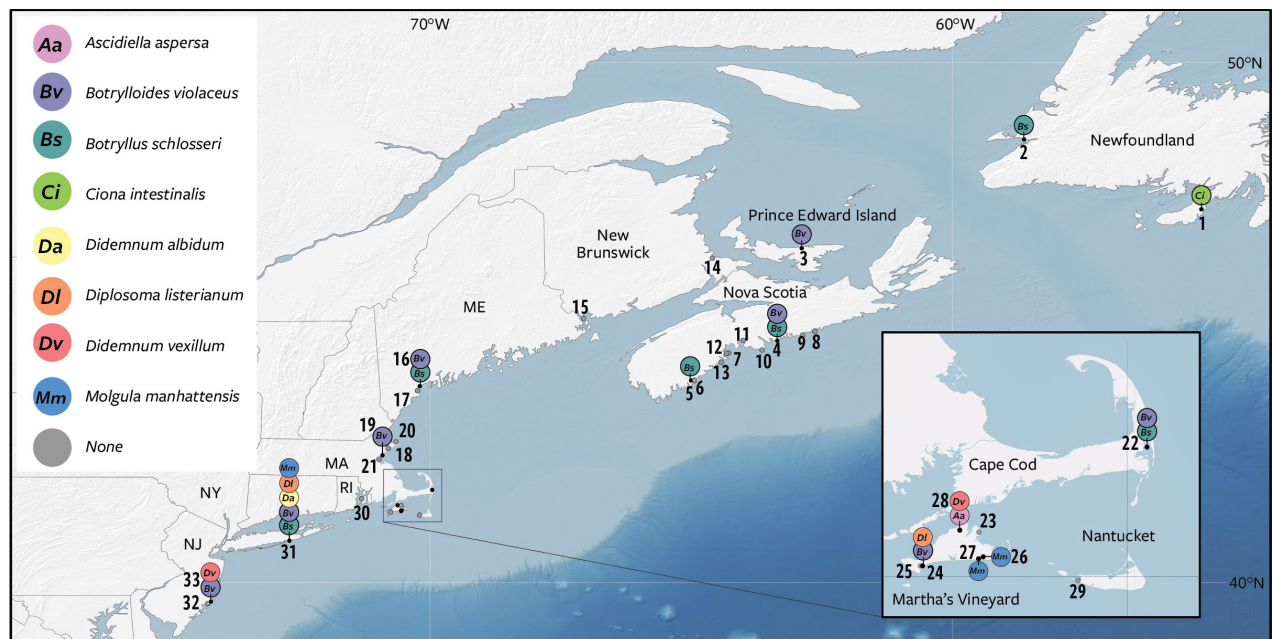 70°W
60°W
50°N
40°N
Aa Ascidiella aspersa
Bv Botrylloides violaceus
Bs Botryllus schlosseri
Ci Ciona intestinalis
Da Didemnum albidum
Dl Diplosoma listerianum
Dv Didemnum vexillum
Mm Molgula manhattensis
None
Newfoundland
Bs
2
Ci
1
Prince Edward Island
Bv
3
New
Brunswick
14
Nova Scotia
15
ME
Bv
Bs
4
11
9
8
12
7
10
13
Bs
5
6
16
Bv
Bs
17
19
Bv
20
18
21
MA
RI
30
NY
Mm
Dl
Da
Bv
Bs
31
NJ
33
Dv
Bv
32
Bv
Bs
22
Cape Cod
28
Dv
Aa
23
Nantucket
Dl
Bv
25
24
27
Mm
26
Mm
29
Martha's Vineyard